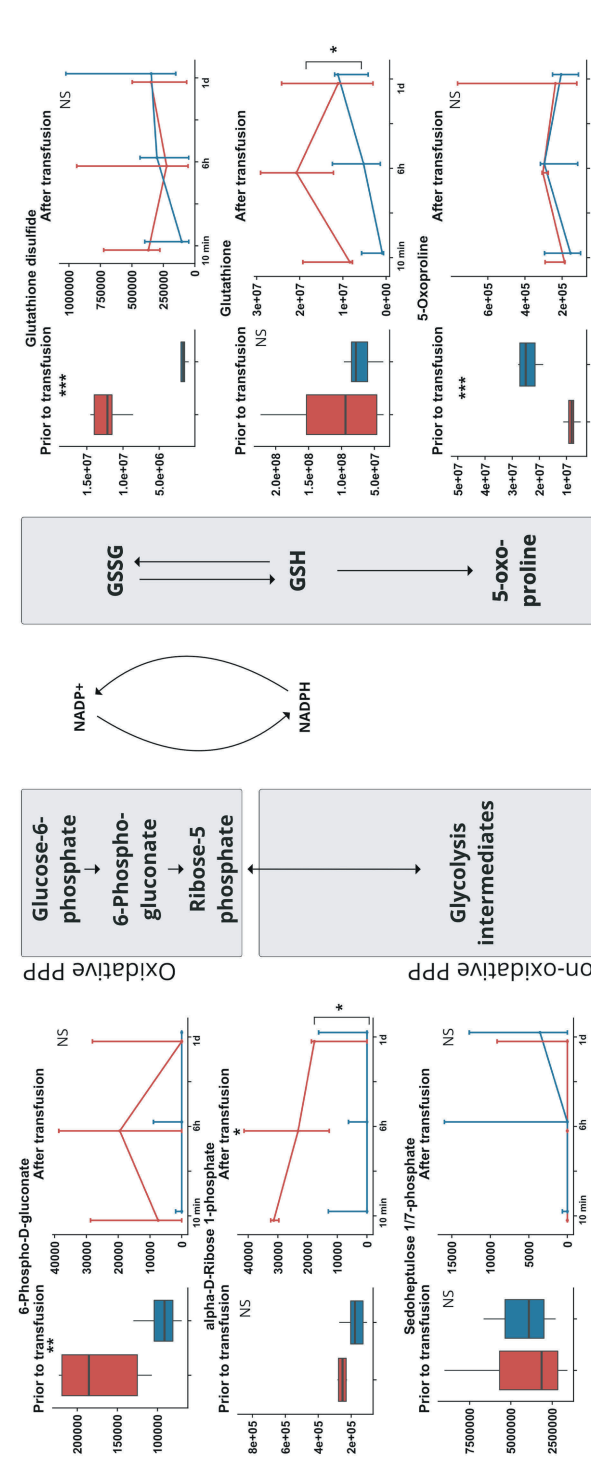 6-Phospho-D-gluconate
Prior to transfusion
After transfusion
**
NS
2000000
1500000
1000000
40000
30000
20000
10000
0
10 min
6h
1d
alpha-D-Ribose 1-phosphate
Prior to transfusion
After transfusion
NS
*
*
8e+05
6e+05
4e+05
2e+05
40000
30000
20000
10000
0
10 min
6h
1d
Sedoheptulose 1/7-phosphate
Prior to transfusion
After transfusion
NS
NS
7500000
5000000
2500000
15000
10000
5000
0
10 min
6h
1d
Oxidative PPP
Glucose-6-
phosphate
6-Phospho-
gluconate
Ribose-5
phosphate
on-oxidative PPP
Glycolysis
intermediates
NADP+
NADPH
GSSG
GSH
5-oxo-
proline
Glutathione disulfide
Prior to transfusion
After transfusion
***
NS
1.5e+07
1.0e+07
5.0e+06
1000000
750000
500000
250000
0
10 min
6h
1d
Glutathione
Prior to transfusion
After transfusion
NS
*
2.0e+08
1.5e+08
1.0e+08
5.0e+07
3e+07
2e+07
1e+07
0e+00
10 min
6h
1d
5-Oxoproline
Prior to transfusion
After transfusion
***
NS
5e+07
4e+07
3e+07
2e+07
1e+07
6e+05
4e+05
2e+05